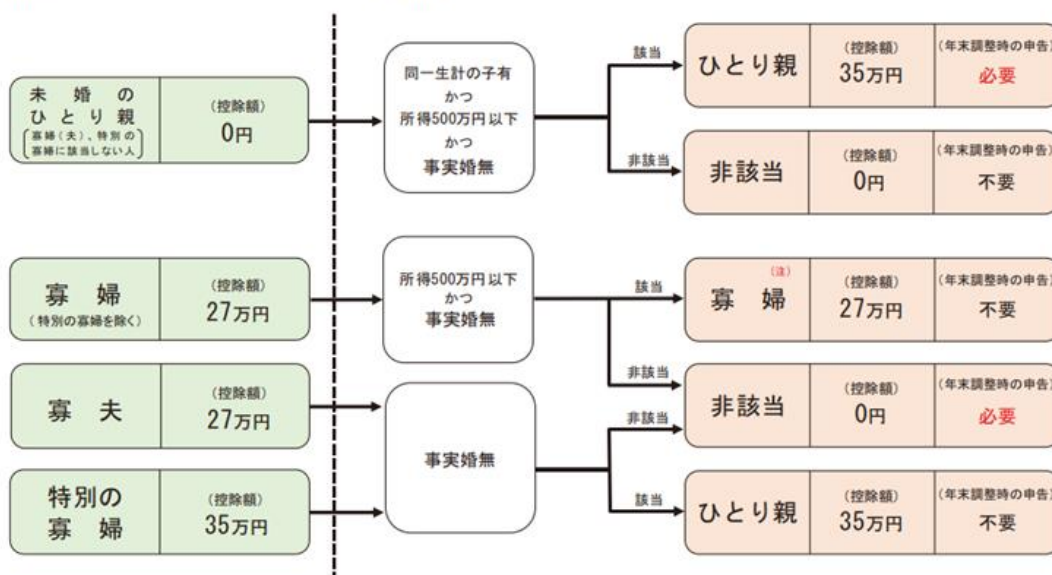 未婚の
ひとり親
寡婦(夫)、特別の
寡婦に該当しない人
(控除額)
0円
同一生計の子有
かつ
所得500万円以下
かつ
事実婚無
該当
ひとり親
(控除額)
35万円
(年末調整時の申告)
必要
非該当
非該当
(控除額)
0円
(年末調整時の申告)
不要
寡婦
(特別の寡婦を除く)
(控除額)
27万円
所得500万円以下
かつ
事実婚無
該当
(注)
寡婦
(控除額)
27万円
(年末調整時の申告)
不要
寡夫
(控除額)
27万円
非該当
非該当
(控除額)
0円
(年末調整時の申告)
必要
非該当
事実婚無
特別の
寡婦
(控除額)
35万円
該当
ひとり親
(控除額)
35万円
(年末調整時の申告)
不要